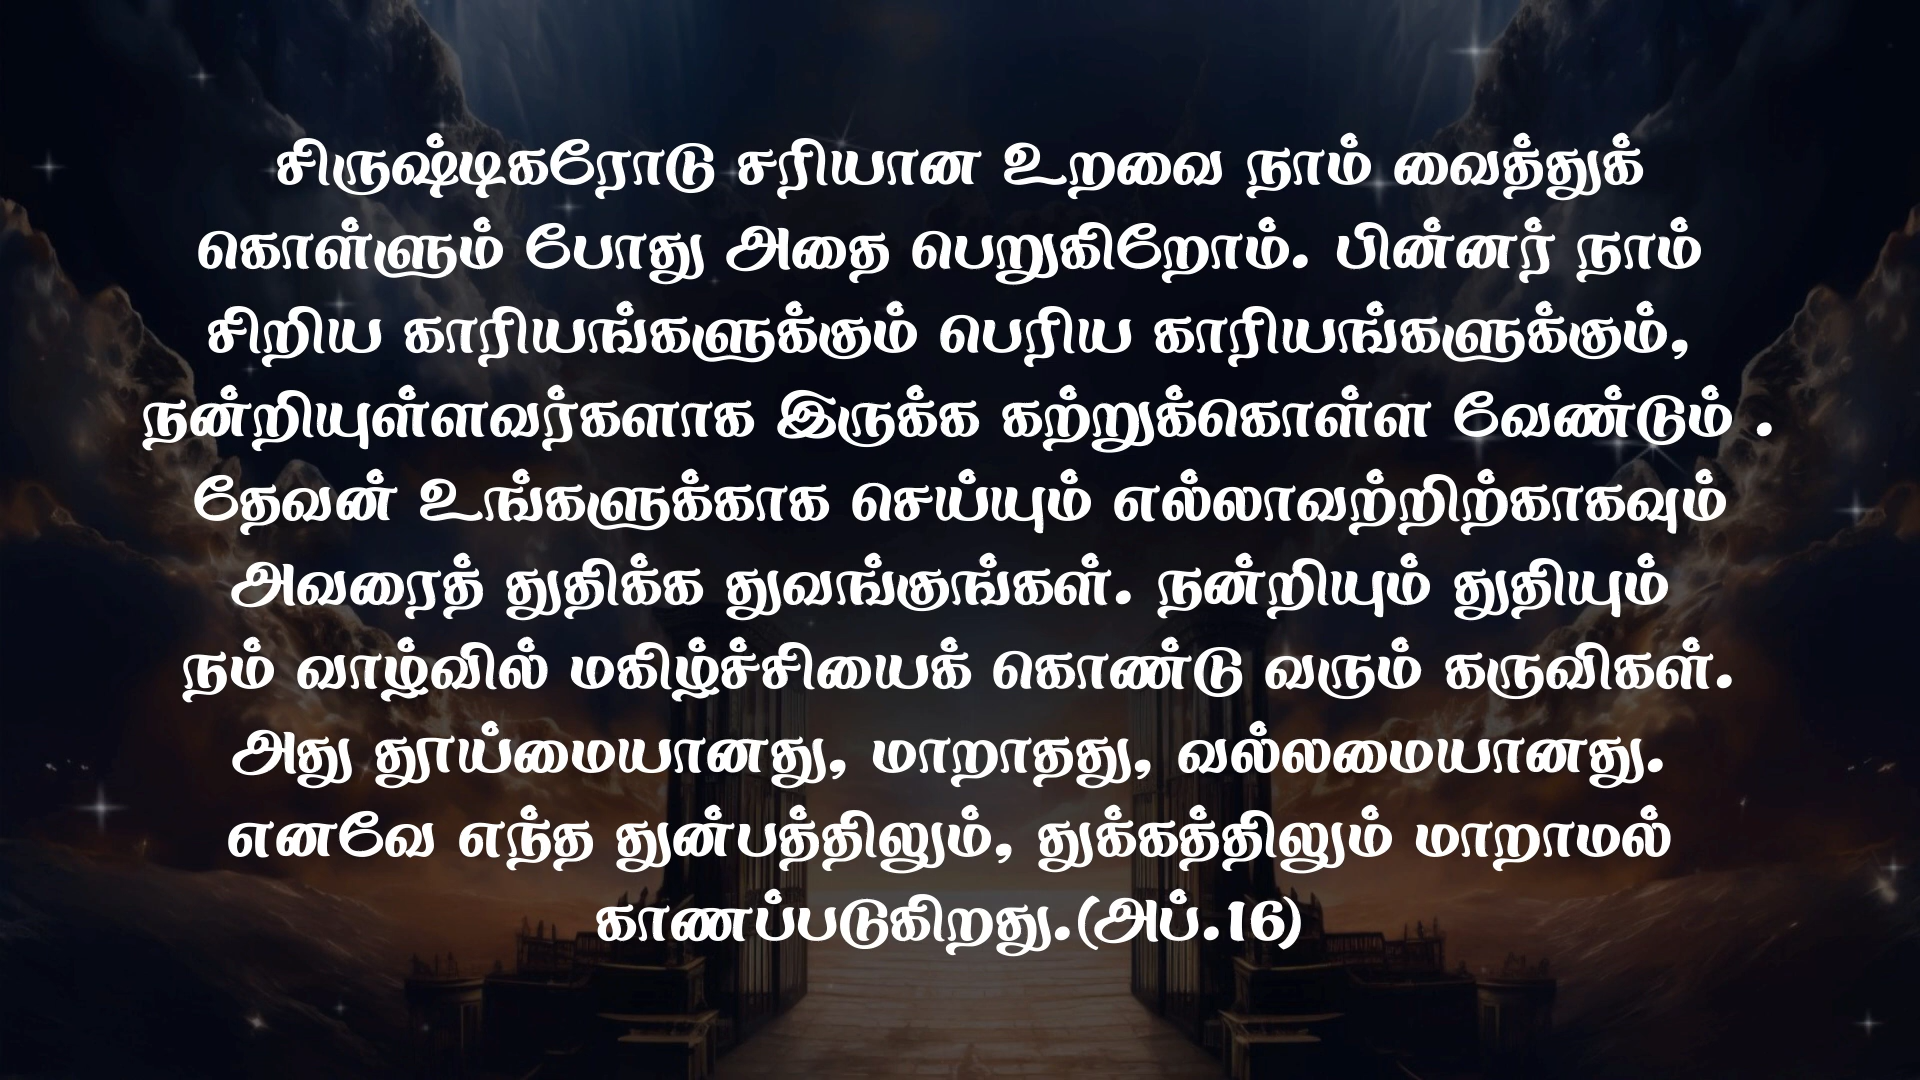 சிருஷ்டிகரோடு சரியான உறவை நாம் வைத்துக்
கொள்ளும் போது அதை பெறுகிறோம். பின்னர் நாம்
சிறிய காரியங்களுக்கும் பெரிய காரியங்களுக்கும்,
நன்றியுள்ளவர்களாக இருக்க கற்றுக்கொள்ள வேண்டும் .
தேவன் உங்களுக்காக செய்யும் எல்லாவற்றிற்காகவும்
அவரைத் துதிக்க துவங்குங்கள். நன்றியும் துதியும்
நம் வாழ்வில் மகிழ்ச்சியைக் கொண்டு வரும் கருவிகள்.
அது தூய்மையானது, மாறாதது, வல்லமையானது.
எனவே எந்த துன்பத்திலும், துக்கத்திலும் மாறாமல்
காணப்படுகிறது.(அப்.16)